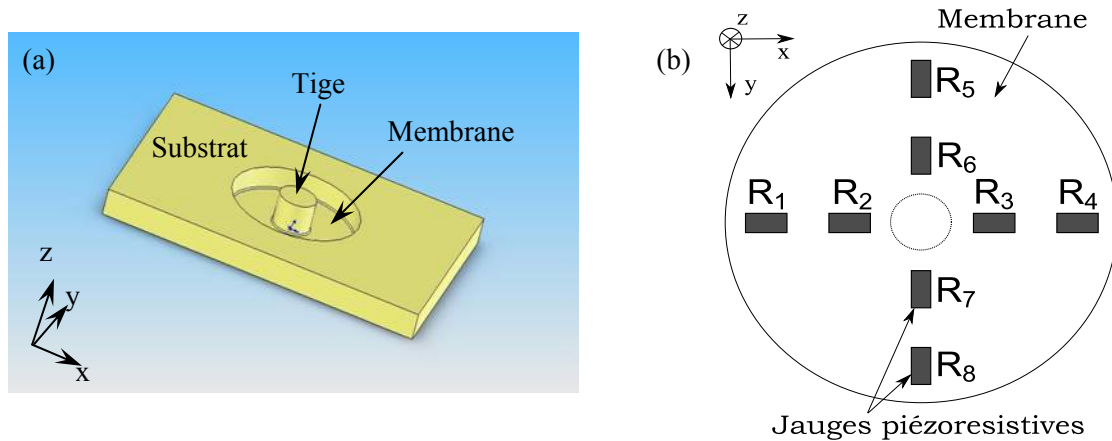 (a)
Tige
Membrane
Substrat
z
y
x
(b)
z
x
y
Membrane
R5
R6
R1
R2
R3
R4
R7
R8
Jauges piézoresistives